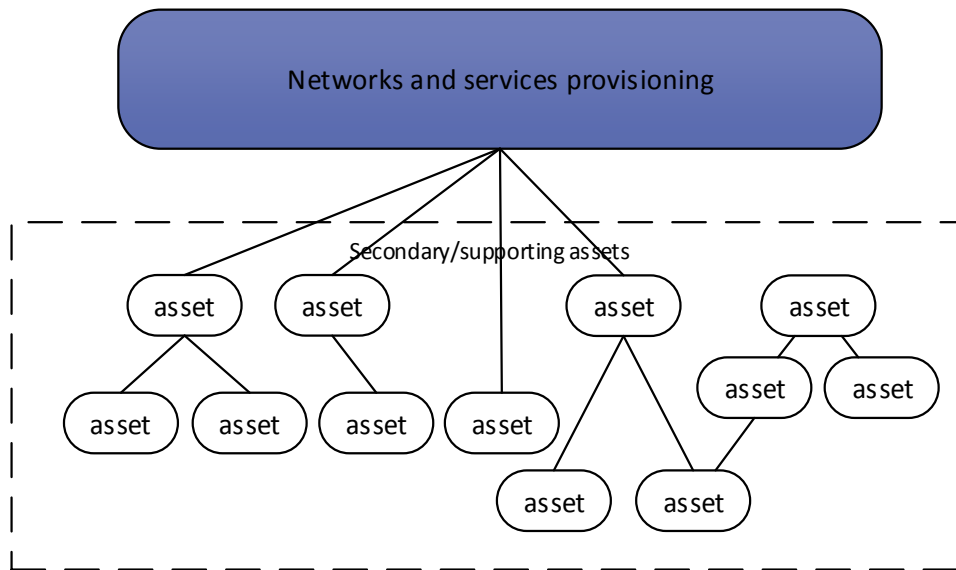 Networks and services provisioning
Secondary/supporting assets
asset
asset
asset
asset
asset
asset
asset
asset
asset
asset
asset
asset